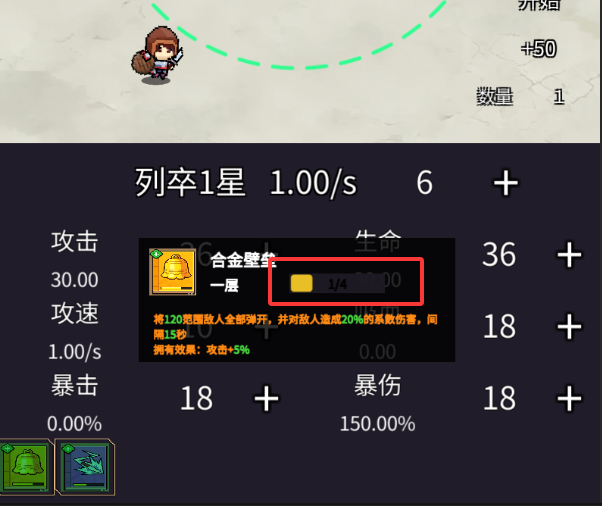 开始
+50
数量 1
列卒1星 1.00/s 6 +
攻击
生命
36 +
30.00
合金壁垒
一层
1/4
攻速
18 +
将120范围敌人全部弹开，并对敌人造成20%的系数伤害，间
隔15秒
拥有效果：攻击+5%
1.00/s
0.00
暴击
18 +
暴伤
18 +
0.00%
150.00%